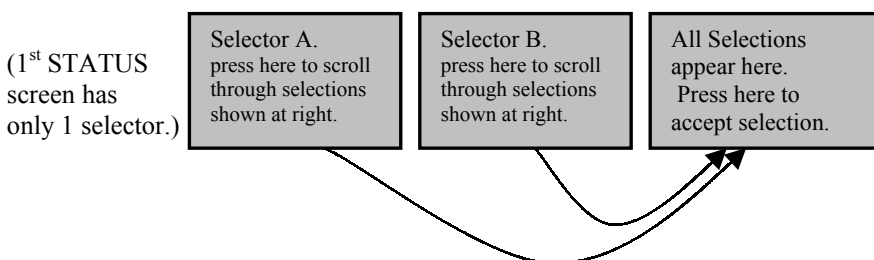 (1st STATUS
screen has
only 1 selector.)
Selector A.
press here to scroll
through selections
shown at right.
Selector B.
press here to scroll
through selections
shown at right.
All Selections
appear here.
Press here to
accept selection.